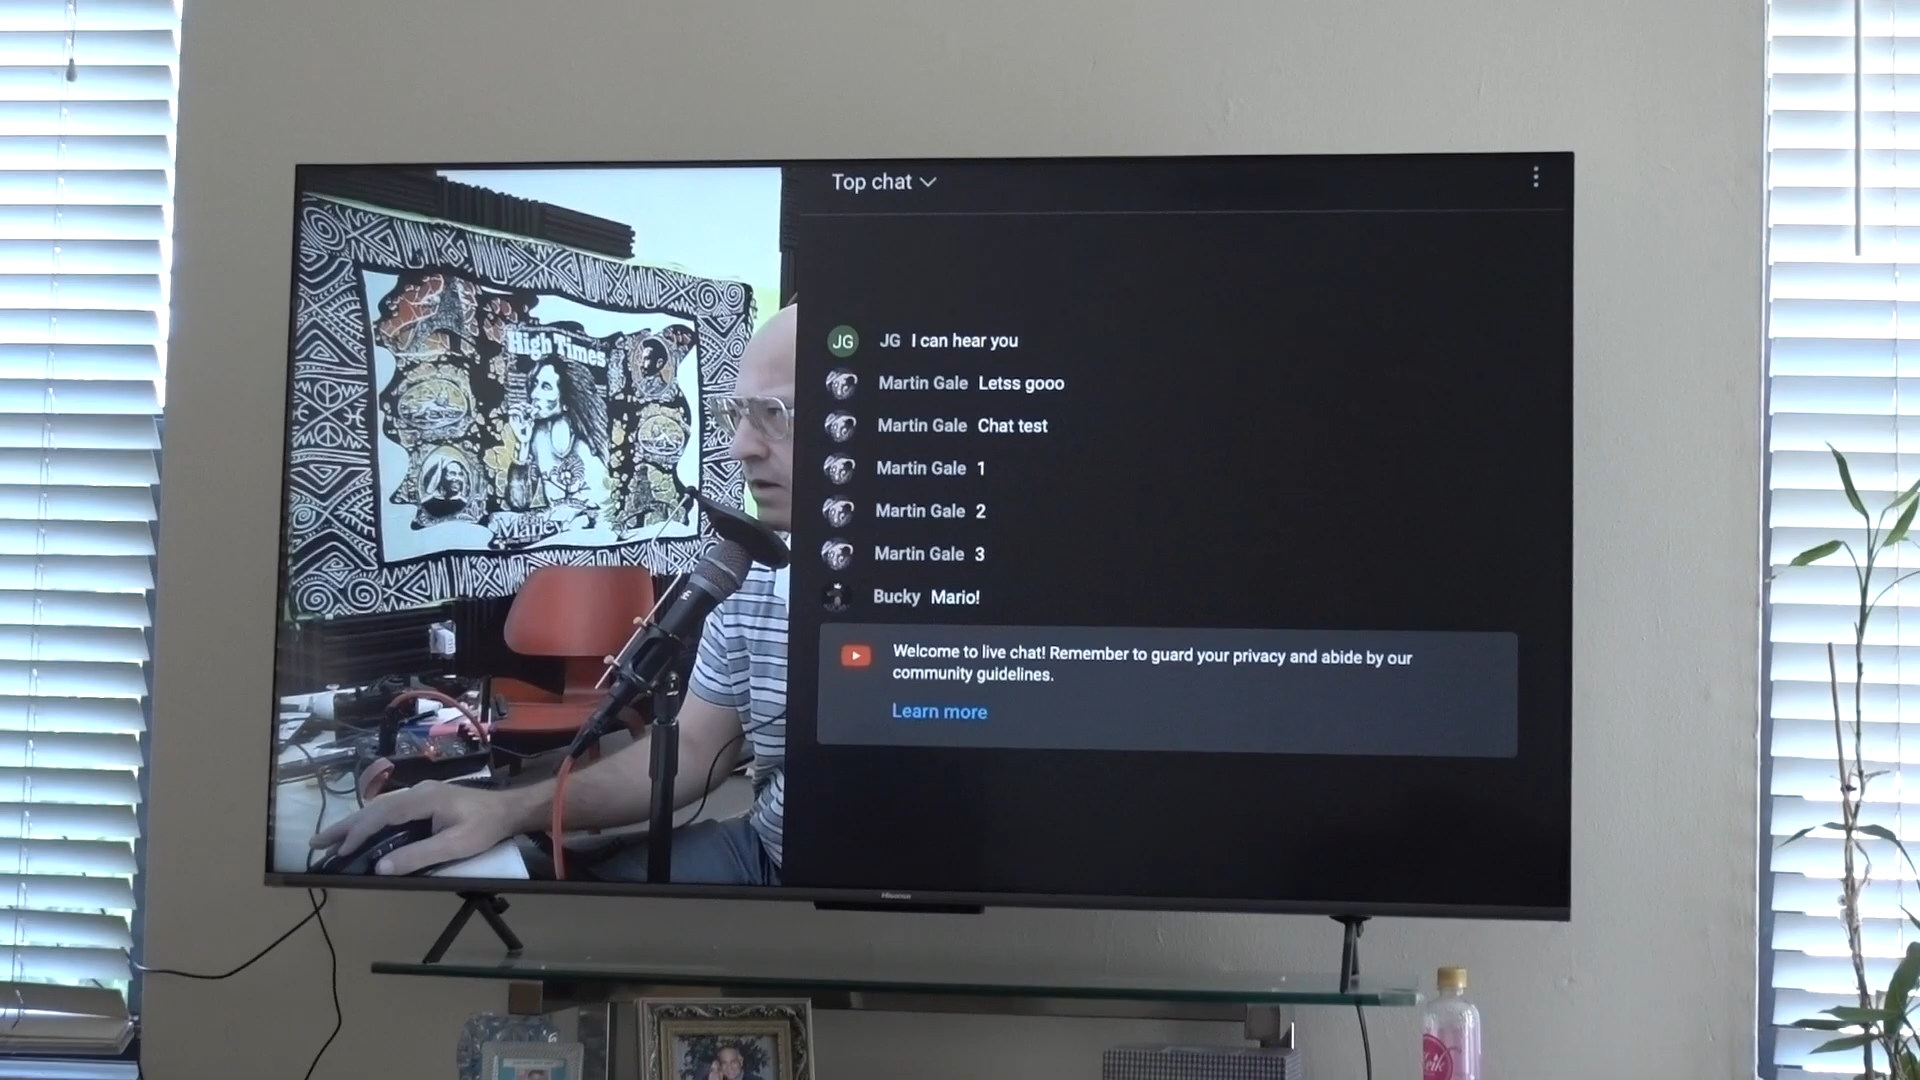 Top chat
High Times
Marley
JG
JG I can hear you
Martin Gale Letss gooo
Martin Gale Chat test
Martin Gale 1
Martin Gale 2
Martin Gale 3
Bucky Mario!
Welcome to live chat! Remember to guard your privacy and abide by our
community guidelines.
Learn more
Hisense